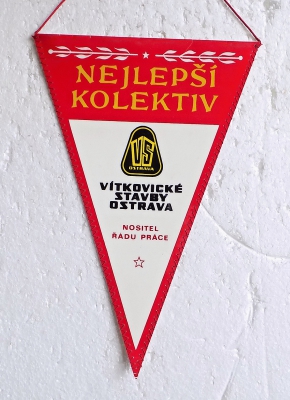 NEJLEPŠÍ
KOLEKTIV
VS
OSTRAVA
VÍTKOVICKÉ
STAVBY
OSTRAVA
NOSITEL
ŘÁDU PRÁCE